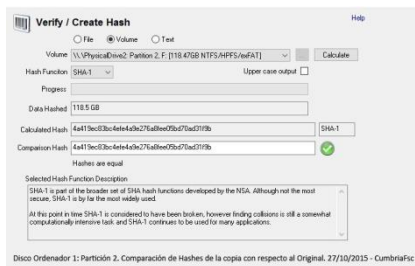 Verify / Create Hash
Help
File Volume Text
Volume \\.\PhysicalDrive2: Partition 2, F: [118.47GB NTFS/HPFS/exFAT] Calculate
Hash Function SHA-1 Upper case output
Progress
Data Hashed 118.5 GB
Calculated Hash 4a419ec83bc4efe4a9e276a8fee05bd70ad31f9b SHA-1
Comparison Hash 4a419ec83bc4efe4a9e276a8fee05bd70ad31f9b
Hashes are equal
Selected Hash Function Description
SHA-1 is part of the broader set of SHA hash functions developed by the NSA. Although not the most
secure, SHA-1 is by far the most widely used.
At this point in time SHA-1 is considered to have been broken, however finding collisions is still a somewhat
computationally intensive task and SHA-1 continues to be used for many applications.
Disco Ordenador 1: Partición 2. Comparación de Hashes de la copia con respecto al Original. 27/10/2015 - CumbriaFsc